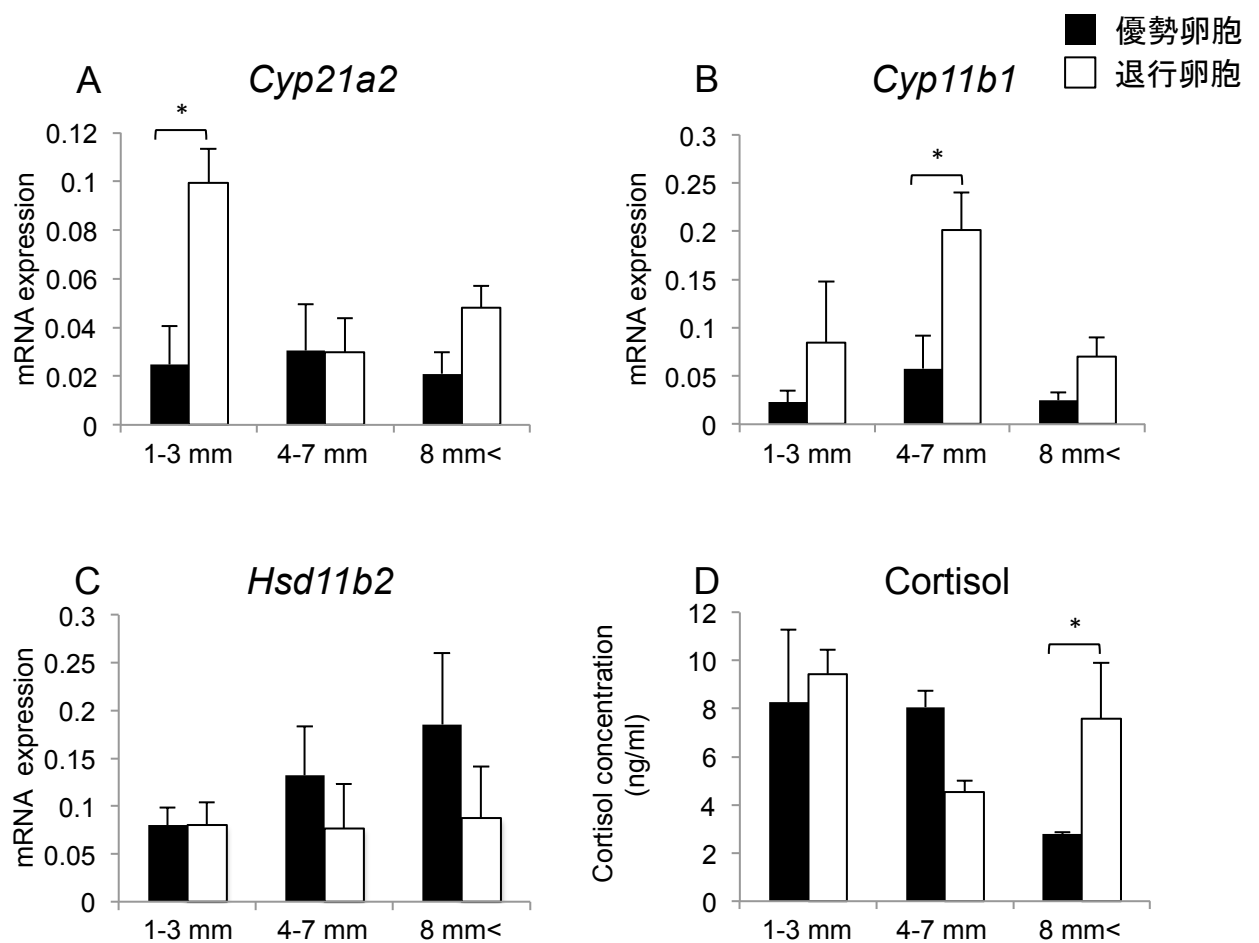 優勢卵胞
退行卵胞
A
Cyp21a2
*
mRNA expression
0.12
0.1
0.08
0.06
0.04
0.02
0
1-3 mm
4-7 mm
8 mm<
B
Cyp11b1
*
mRNA expression
0.3
0.25
0.2
0.15
0.1
0.05
0
1-3 mm
4-7 mm
8 mm<
C
Hsd11b2
mRNA expression
0.3
0.25
0.2
0.15
0.1
0.05
0
1-3 mm
4-7 mm
8 mm<
D
Cortisol
*
Cortisol concentration
(ng/ml)
12
10
8
6
4
2
0
1-3 mm
4-7 mm
8 mm<